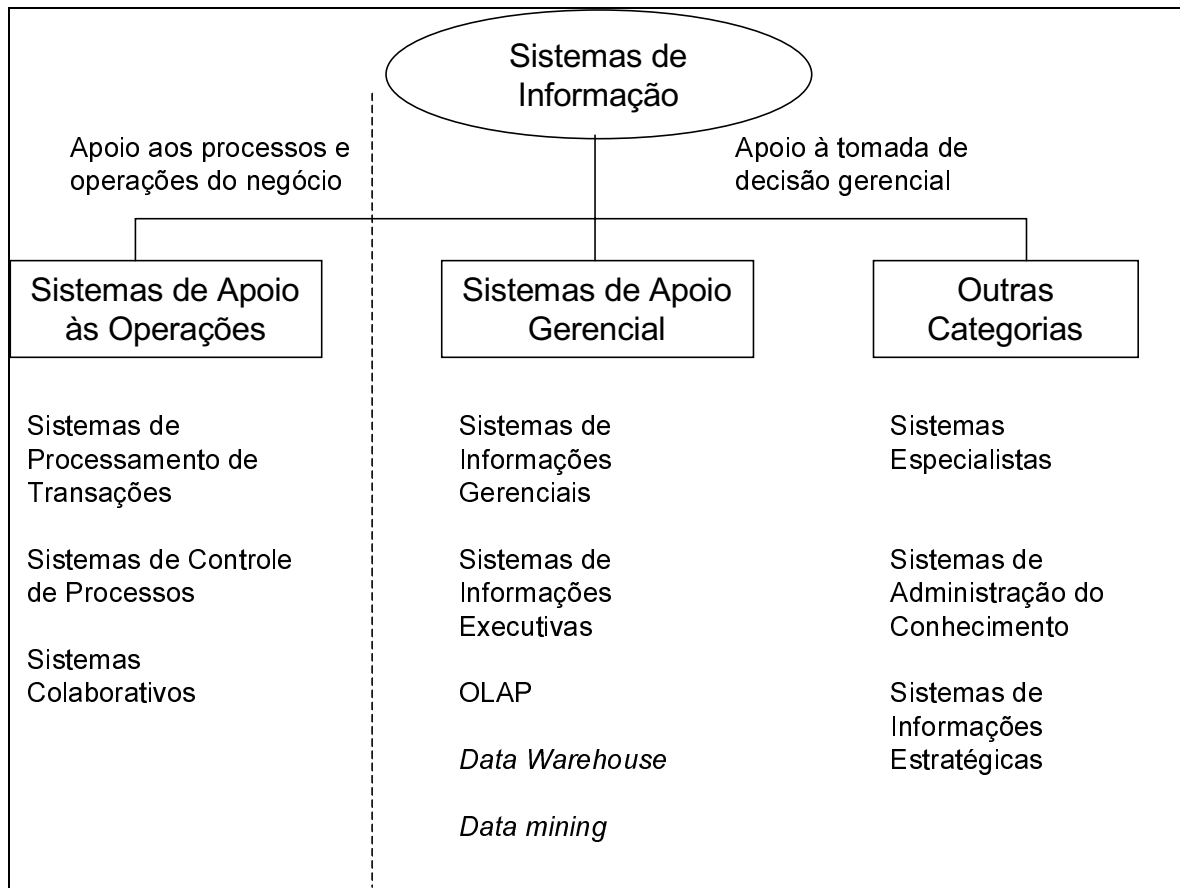 Sistemas de
Informação
Apoio aos processos e
operações do negócio
Apoio à tomada de
decisão gerencial
Sistemas de Apoio
às Operações
Sistemas de Apoio
Gerencial
Outras
Categorias
Sistemas de
Processamento de
Transações
Sistemas de Controle
de Processos
Sistemas
Colaborativos
Sistemas de
Informações
Gerenciais
Sistemas de
Informações
Executivas
OLAP
Data Warehouse
Data mining
Sistemas
Especialistas
Sistemas de
Administração do
Conhecimento
Sistemas de
Informações
Estratégicas